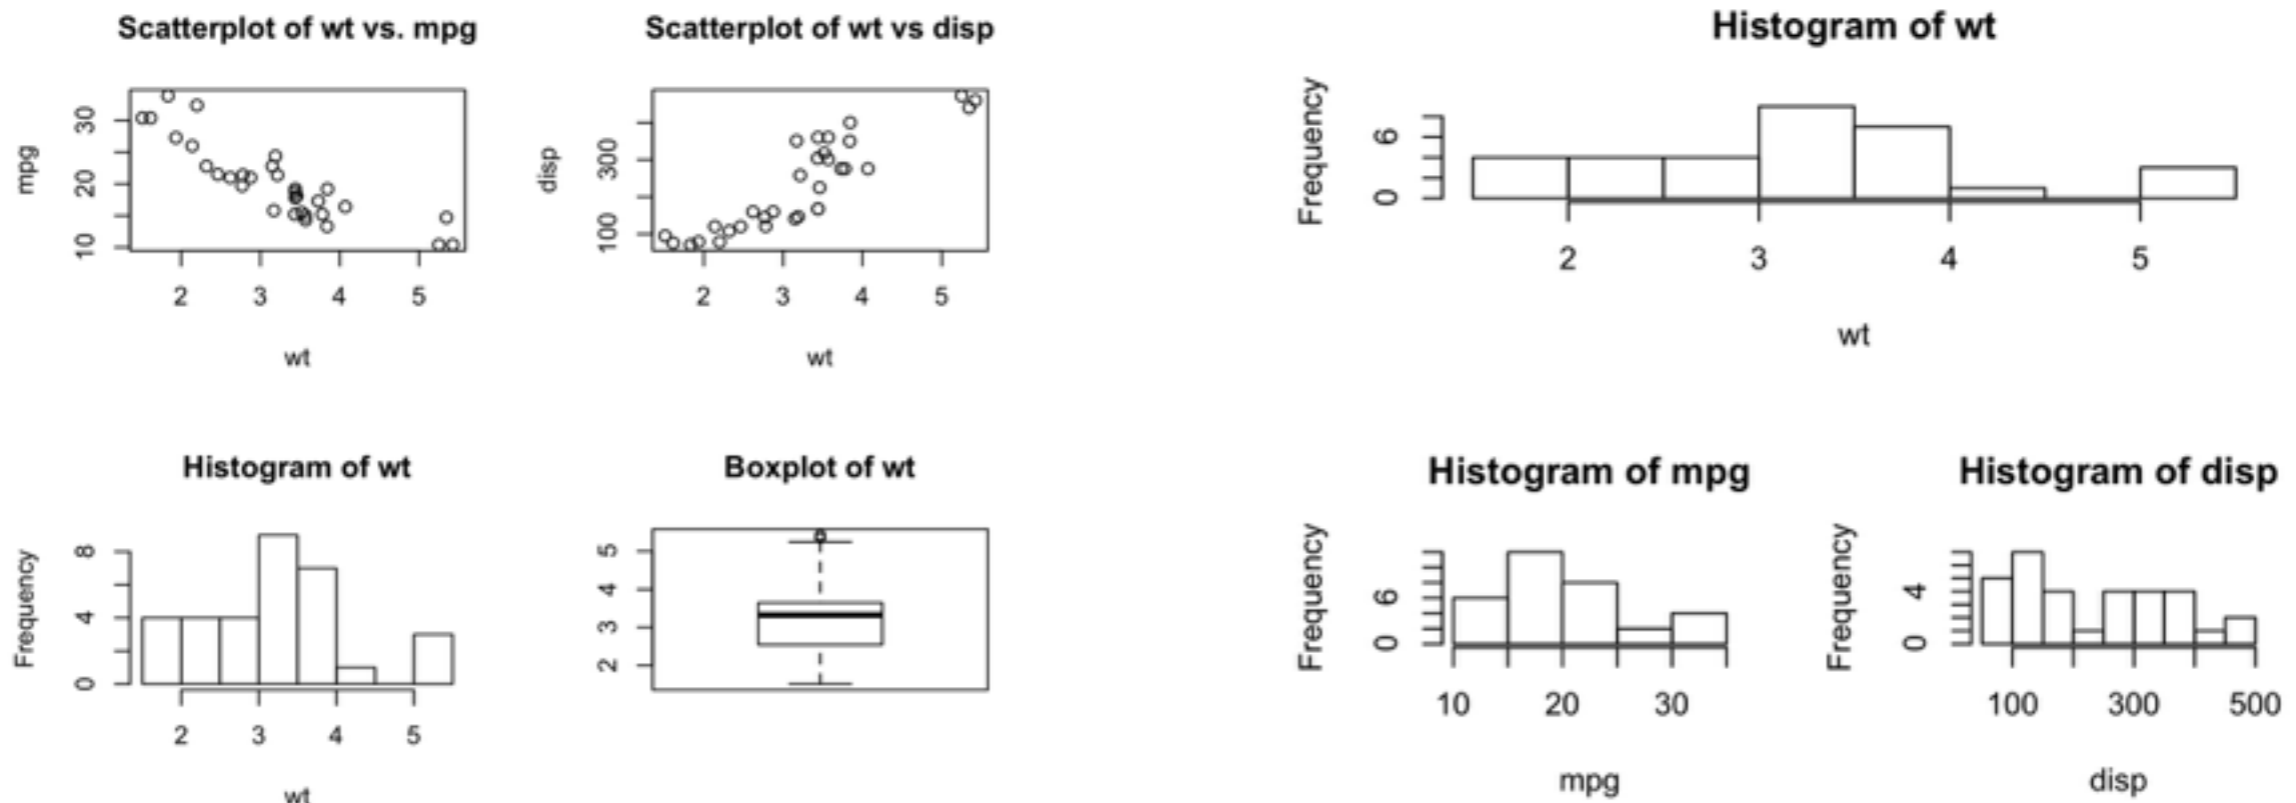 Scatterplot of wt vs. mpg
mpg
10 20 30
2 3 4 5
wt
Scatterplot of wt vs disp
disp
100 300
2 3 4 5
wt
Histogram of wt
Frequency
0 4 8
2 3 4 5
wt
Boxplot of wt
2 3 4 5
Histogram of wt
Frequency
0 6
2 3 4 5
wt
Histogram of mpg
Frequency
0 6
10 20 30
mpg
Histogram of disp
Frequency
0 4
100 300 500
disp